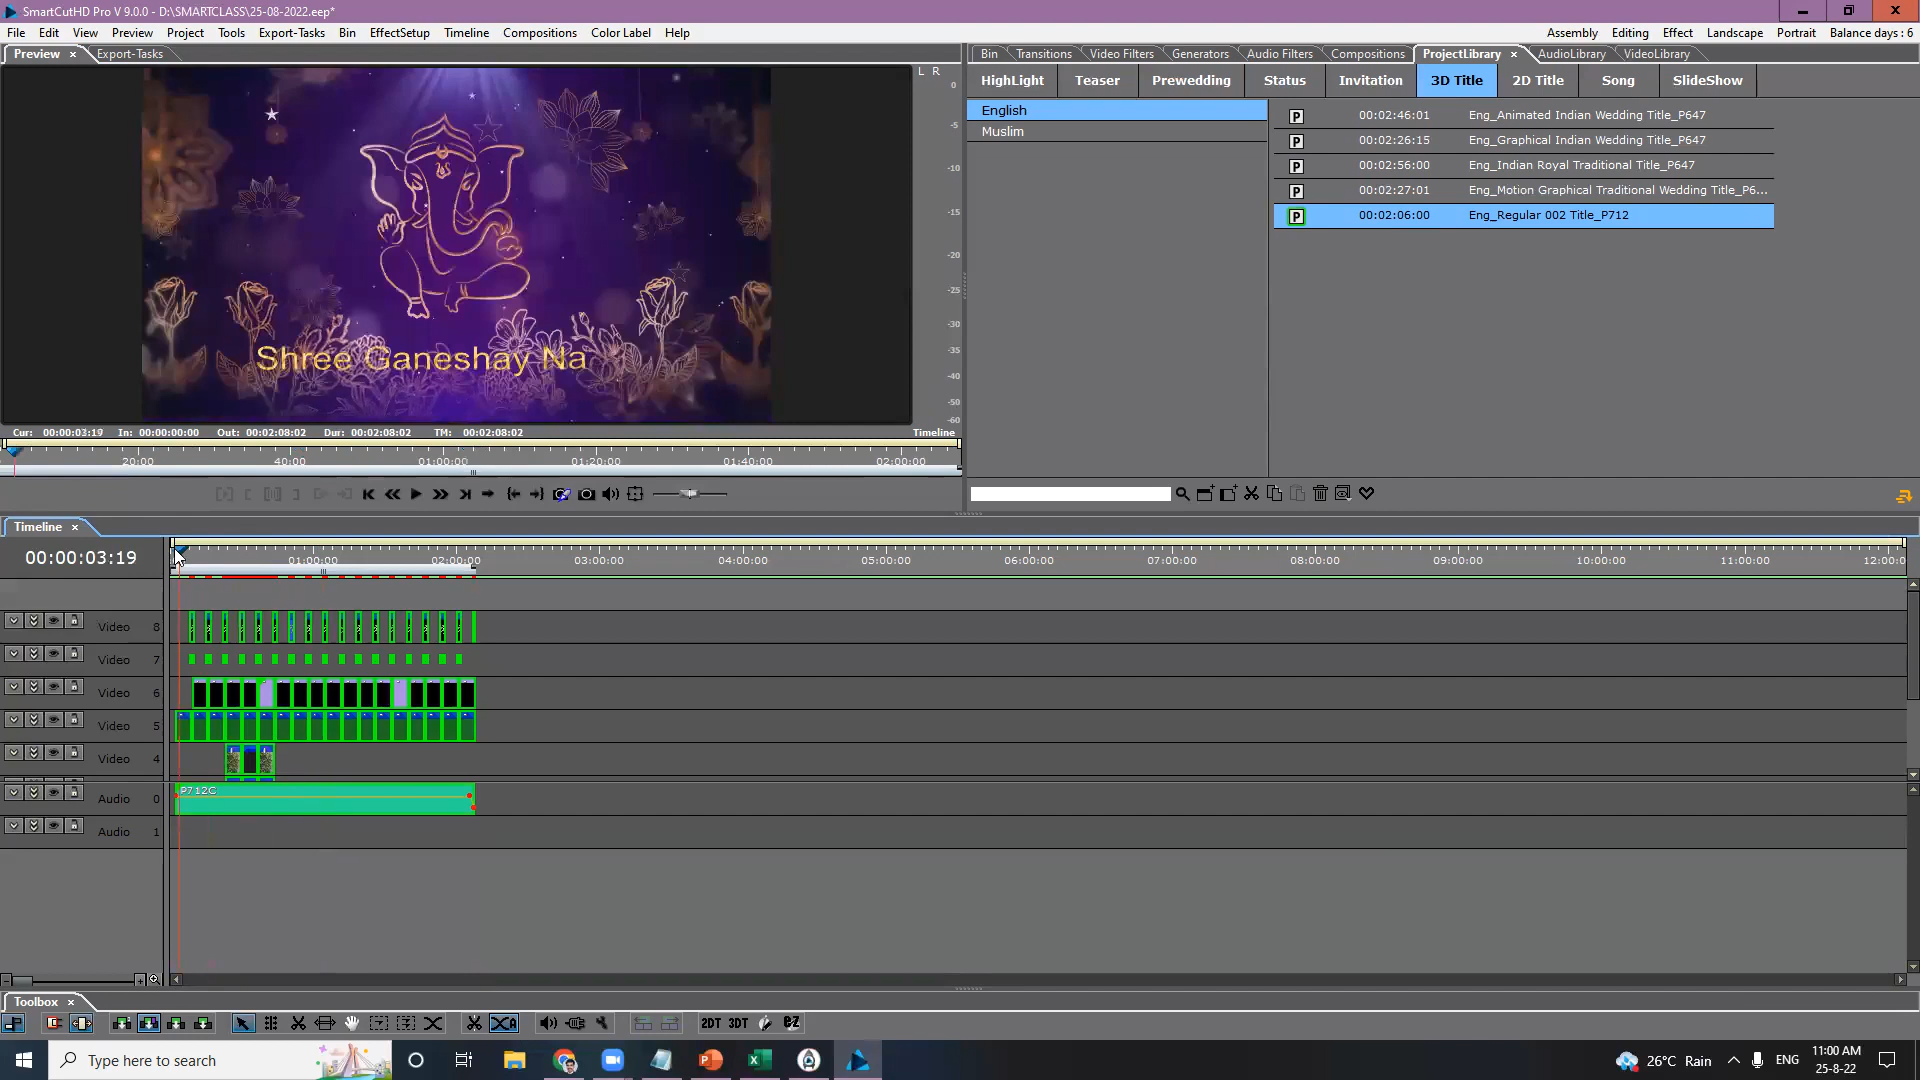 SmartCutHD Pro V 9.0.0 - D:\SMARTCLASS\25-08-2022.eep*
File Edit View Preview Project Tools Export-Tasks Bin EffectSetup Timeline Compositions Color Label Help
Assembly Editing Effect Landscape Portrait Balance days : 6
Preview × Export-Tasks
Bin Transitions Video Filters Generators Audio Filters Compositions ProjectLibrary × AudioLibrary VideoLibrary
L R
HighLight Teaser Prewedding Status Invitation 3D Title 2D Title Song SlideShow
English
Muslim
P 00:02:46:01 Eng_Animated Indian Wedding Title_P647
P 00:02:26:15 Eng_Graphical Indian Wedding Title_P647
P 00:02:56:00 Eng_Indian Royal Traditional Title_P647
P 00:02:27:01 Eng_Motion Graphical Traditional Wedding Title_P6...
P 00:02:06:00 Eng_Regular 002 Title_P712
0
-5
-10
-15
-20
-25
-30
-35
-40
-50
-60
Shree Ganeshay Na
Cur: 00:00:03:19 In: 00:00:00:00 Out: 00:02:08:02 Dur: 00:02:08:02 TM: 00:02:08:02 Timeline
20:00 40:00 01:00:00 01:20:00 01:40:00 02:00:00
Timeline ×
00:00:03:19
01:00:00 02:00:00 03:00:00 04:00:00 05:00:00 06:00:00 07:00:00 08:00:00 09:00:00 10:00:00 11:00:00 12:00:0
Video 8
Video 7
Video 6
Video 5
Video 4
Audio 0
P712C
Audio 1
Toolbox ×
2DT 3DT
Type here to search
26°C Rain
ENG
11:00 AM
25-8-22